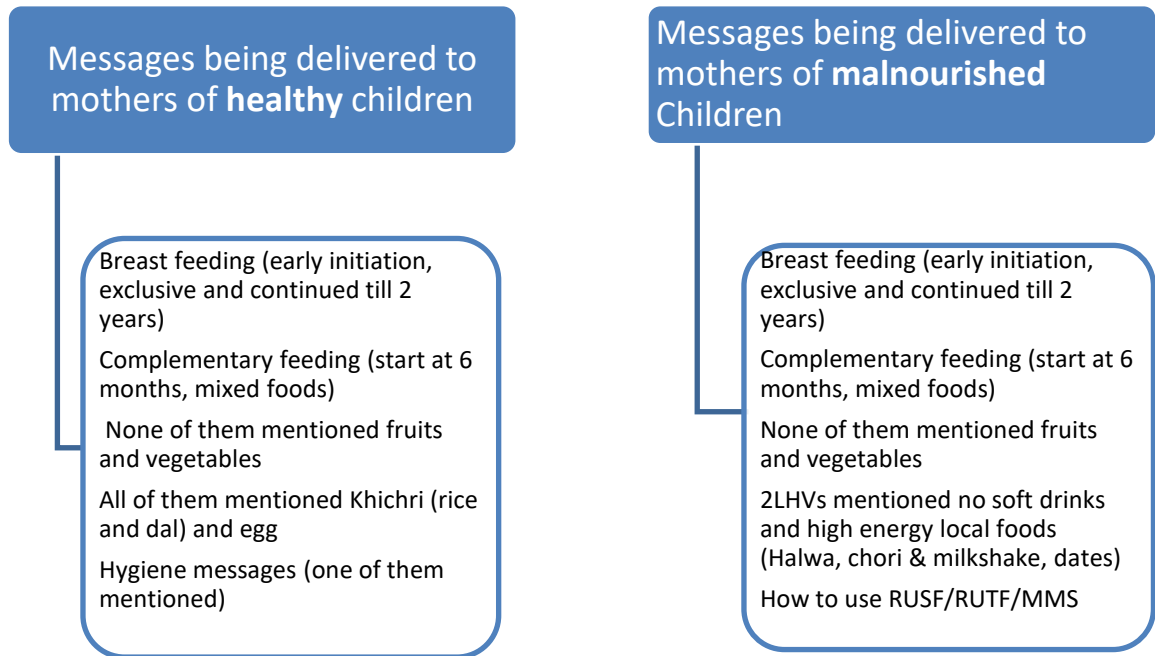 Messages being delivered to
mothers of healthy children
Breast feeding (early initiation,
exclusive and continued till 2
years)
Complementary feeding (start at 6
months, mixed foods)
None of them mentioned fruits
and vegetables
All of them mentioned Khichri (rice
and dal) and egg
Hygiene messages (one of them
mentioned)
Messages being delivered to
mothers of malnourished
Children
Breast feeding (early initiation,
exclusive and continued till 2
years)
Complementary feeding (start at 6
months, mixed foods)
None of them mentioned fruits
and vegetables
2LHVs mentioned no soft drinks
and high energy local foods
(Halwa, chori & milkshake, dates)
How to use RUSF/RUTF/MMS